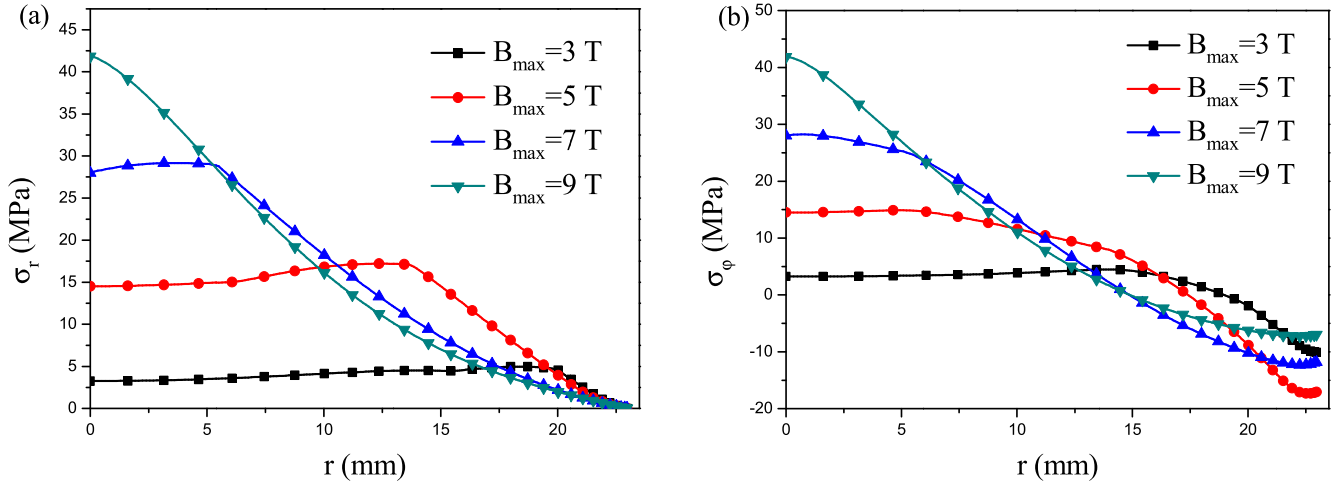 (a)
45
40
35
30
25
20
15
10
5
0
σr (MPa)
0 5 10 15 20
r (mm)
Bmax=3 T
Bmax=5 T
Bmax=7 T
Bmax=9 T
(b)
50
40
30
20
10
0
-10
-20
σφ (MPa)
0 5 10 15 20
r (mm)
Bmax=3 T
Bmax=5 T
Bmax=7 T
Bmax=9 T